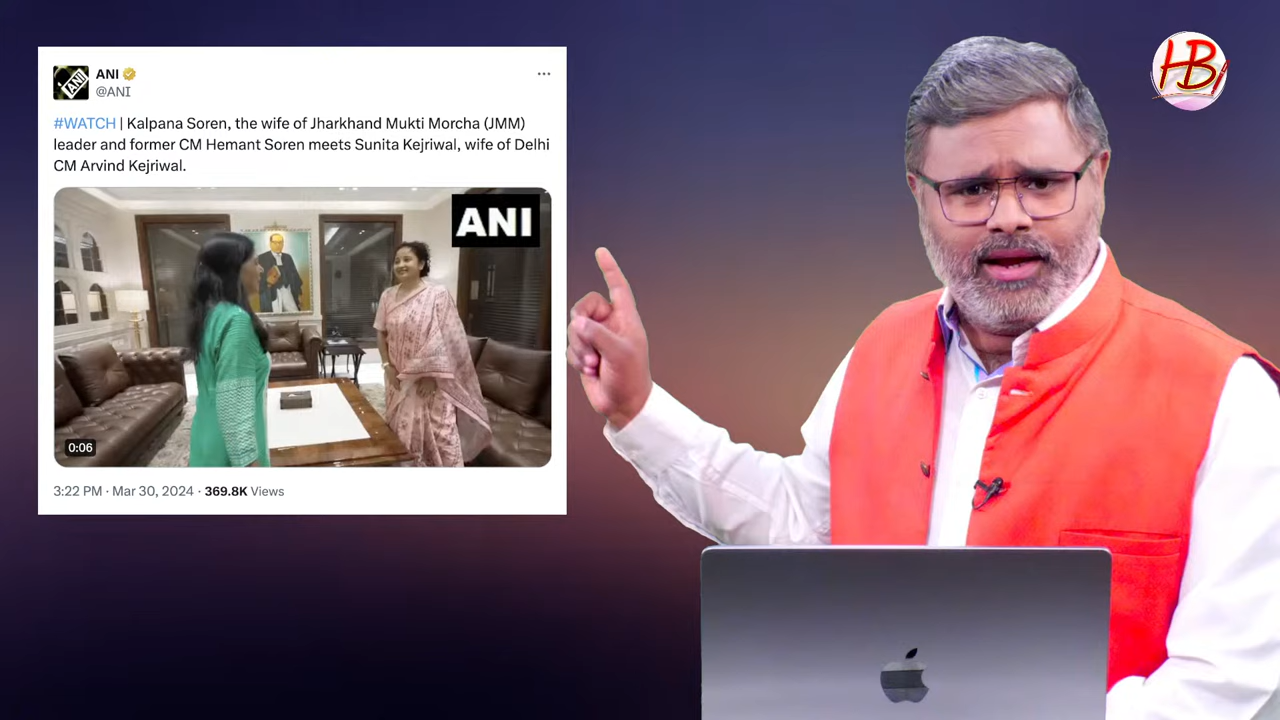 ANI
@ANI
#WATCH | Kalpana Soren, the wife of Jharkhand Mukti Morcha (JMM)
leader and former CM Hemant Soren meets Sunita Kejriwal, wife of Delhi
CM Arvind Kejriwal.
ANI
0:06
3:22 PM · Mar 30, 2024 · 369.8K Views
HB